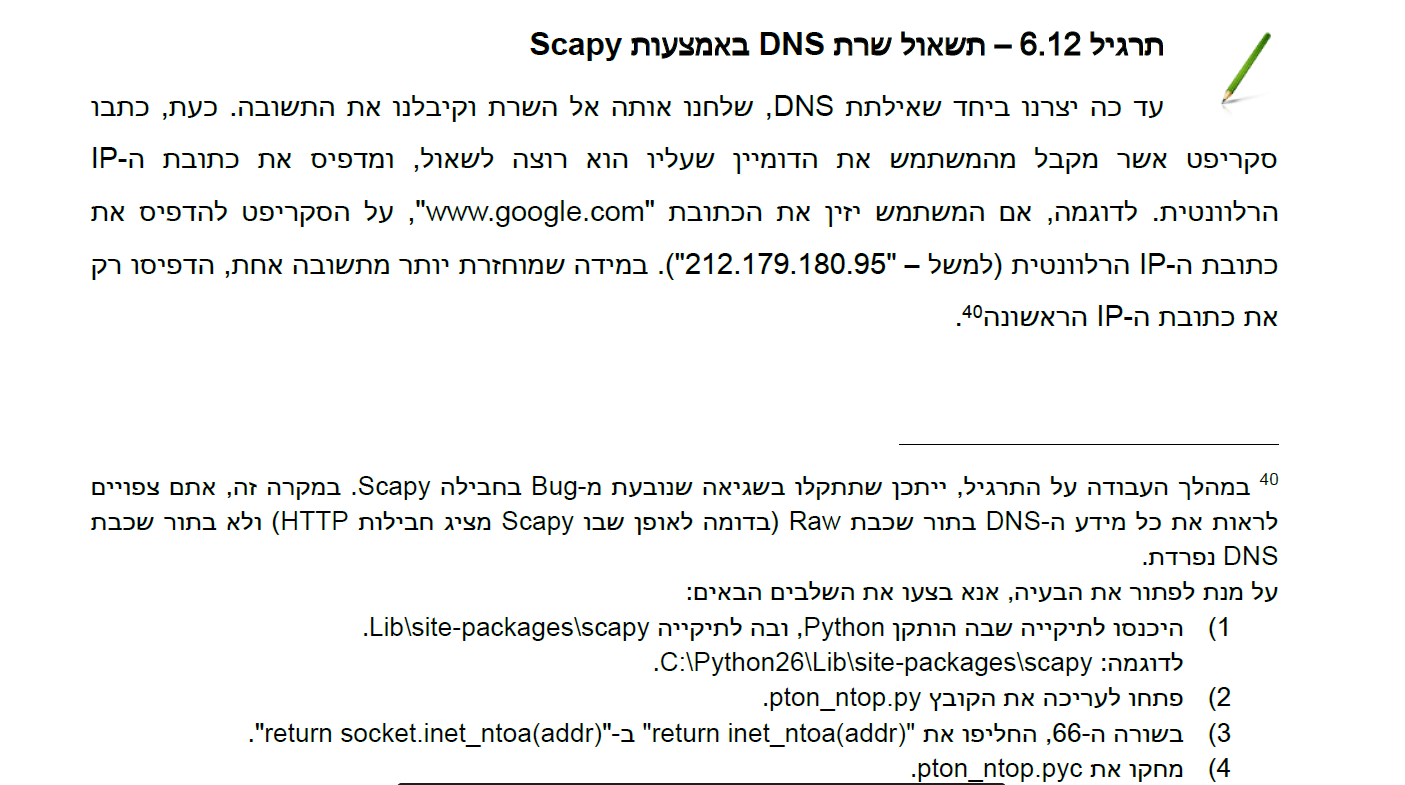 תרגיל 6.12 – תשאול שרת DNS באמצעות Scapy
עד כה יצרנו ביחד שאילתת DNS, שלחנו אותה אל השרת וקיבלנו את התשובה. כעת, כתבו
סקריפט אשר מקבל מהמשתמש את הדומיין שעליו הוא רוצה לשאול, ומדפיס את כתובת ה-IP
הרלוונטית. לדוגמה, אם המשתמש יזין את הכתובת "www.google.com", על הסקריפט להדפיס את
כתובת ה-IP הרלוונטית (למשל – "212.179.180.95"). במידה שמוחזרת יותר מתשובה אחת, הדפיסו רק
את כתובת ה-IP הראשונה40.
40 במהלך העבודה על התרגיל, ייתכן שתתקלו בשגיאה שנובעת מ-Bug בחבילה Scapy. במקרה זה, אתם צפויים
לראות את כל מידע ה-DNS בתור שכבת Raw (בדומה לאופן שבו Scapy מציג חבילות HTTP) ולא בתור שכבת
DNS נפרדת.
על מנת לפתור את הבעיה, אנא בצעו את השלבים הבאים:
1) היכנסו לתיקייה שבה הותקן Python, ובה לתיקייה Lib\site-packages\scapy.
לדוגמה: C:\Python26\Lib\site-packages\scapy.
2) פתחו לעריכה את הקובץ pton_ntop.py.
3) בשורה ה-66, החליפו את "return inet_ntoa(addr)" ב-"return socket.inet_ntoa(addr)".
4) מחקו את pton_ntop.pyc.